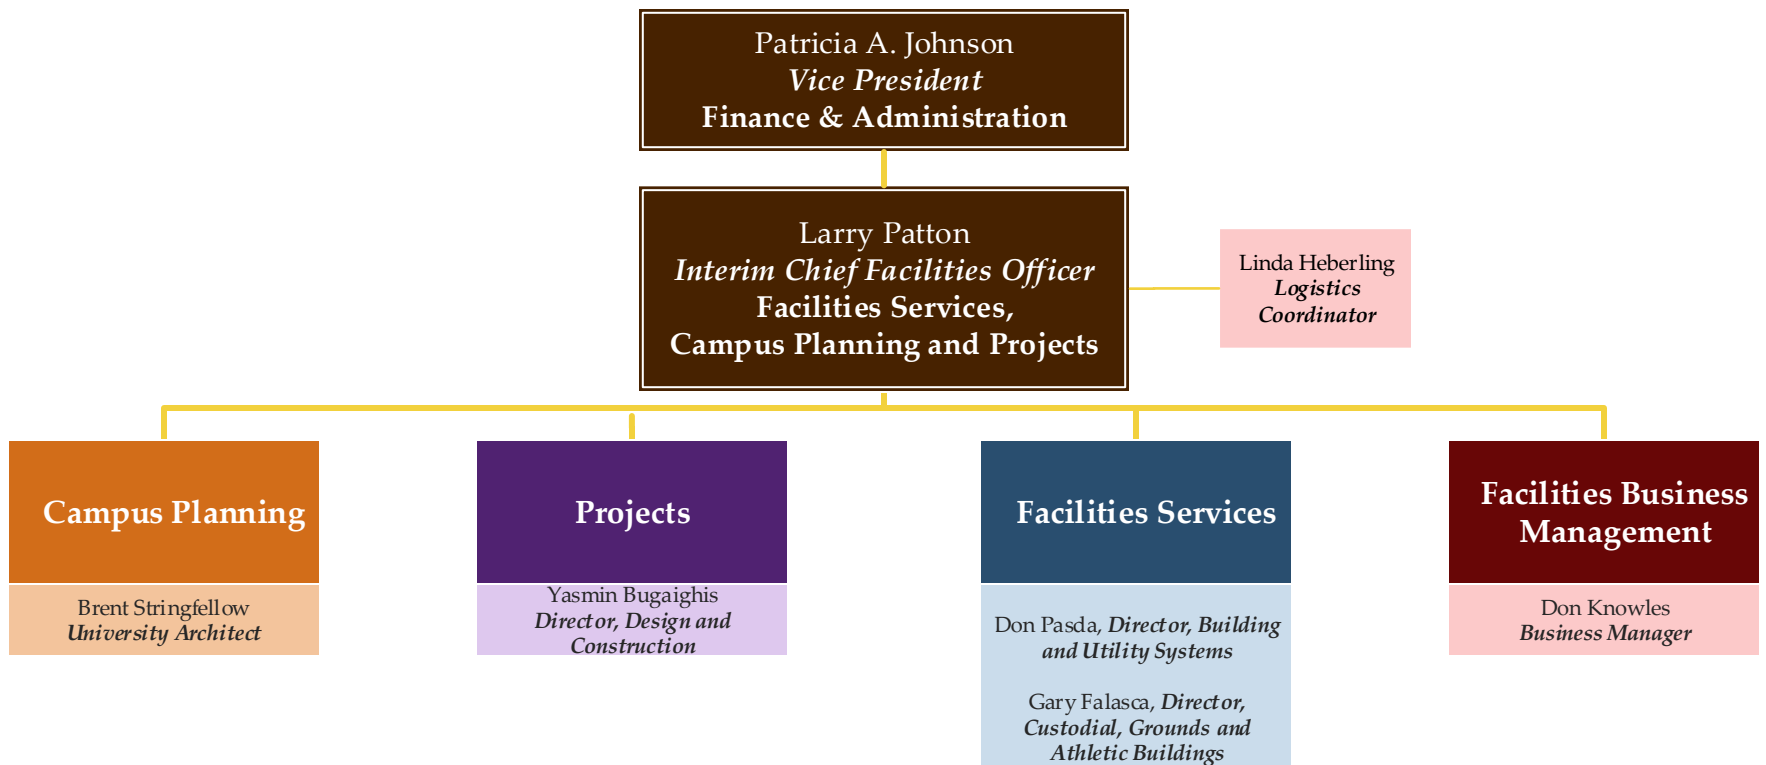 Patricia A. Johnson
Vice President
Finance & Administration
Larry Patton
Interim Chief Facilities Officer
Facilities Services,
Campus Planning and Projects
Linda Heberling
Logistics
Coordinator
Campus Planning
Brent Stringfellow
University Architect
Projects
Yasmin Bugaighis
Director, Design and
Construction
Facilities Services
Don Pasda, Director, Building
and Utility Systems
Gary Falasca, Director,
Custodial, Grounds and
Athletic Buildings
Facilities Business
Management
Don Knowles
Business Manager